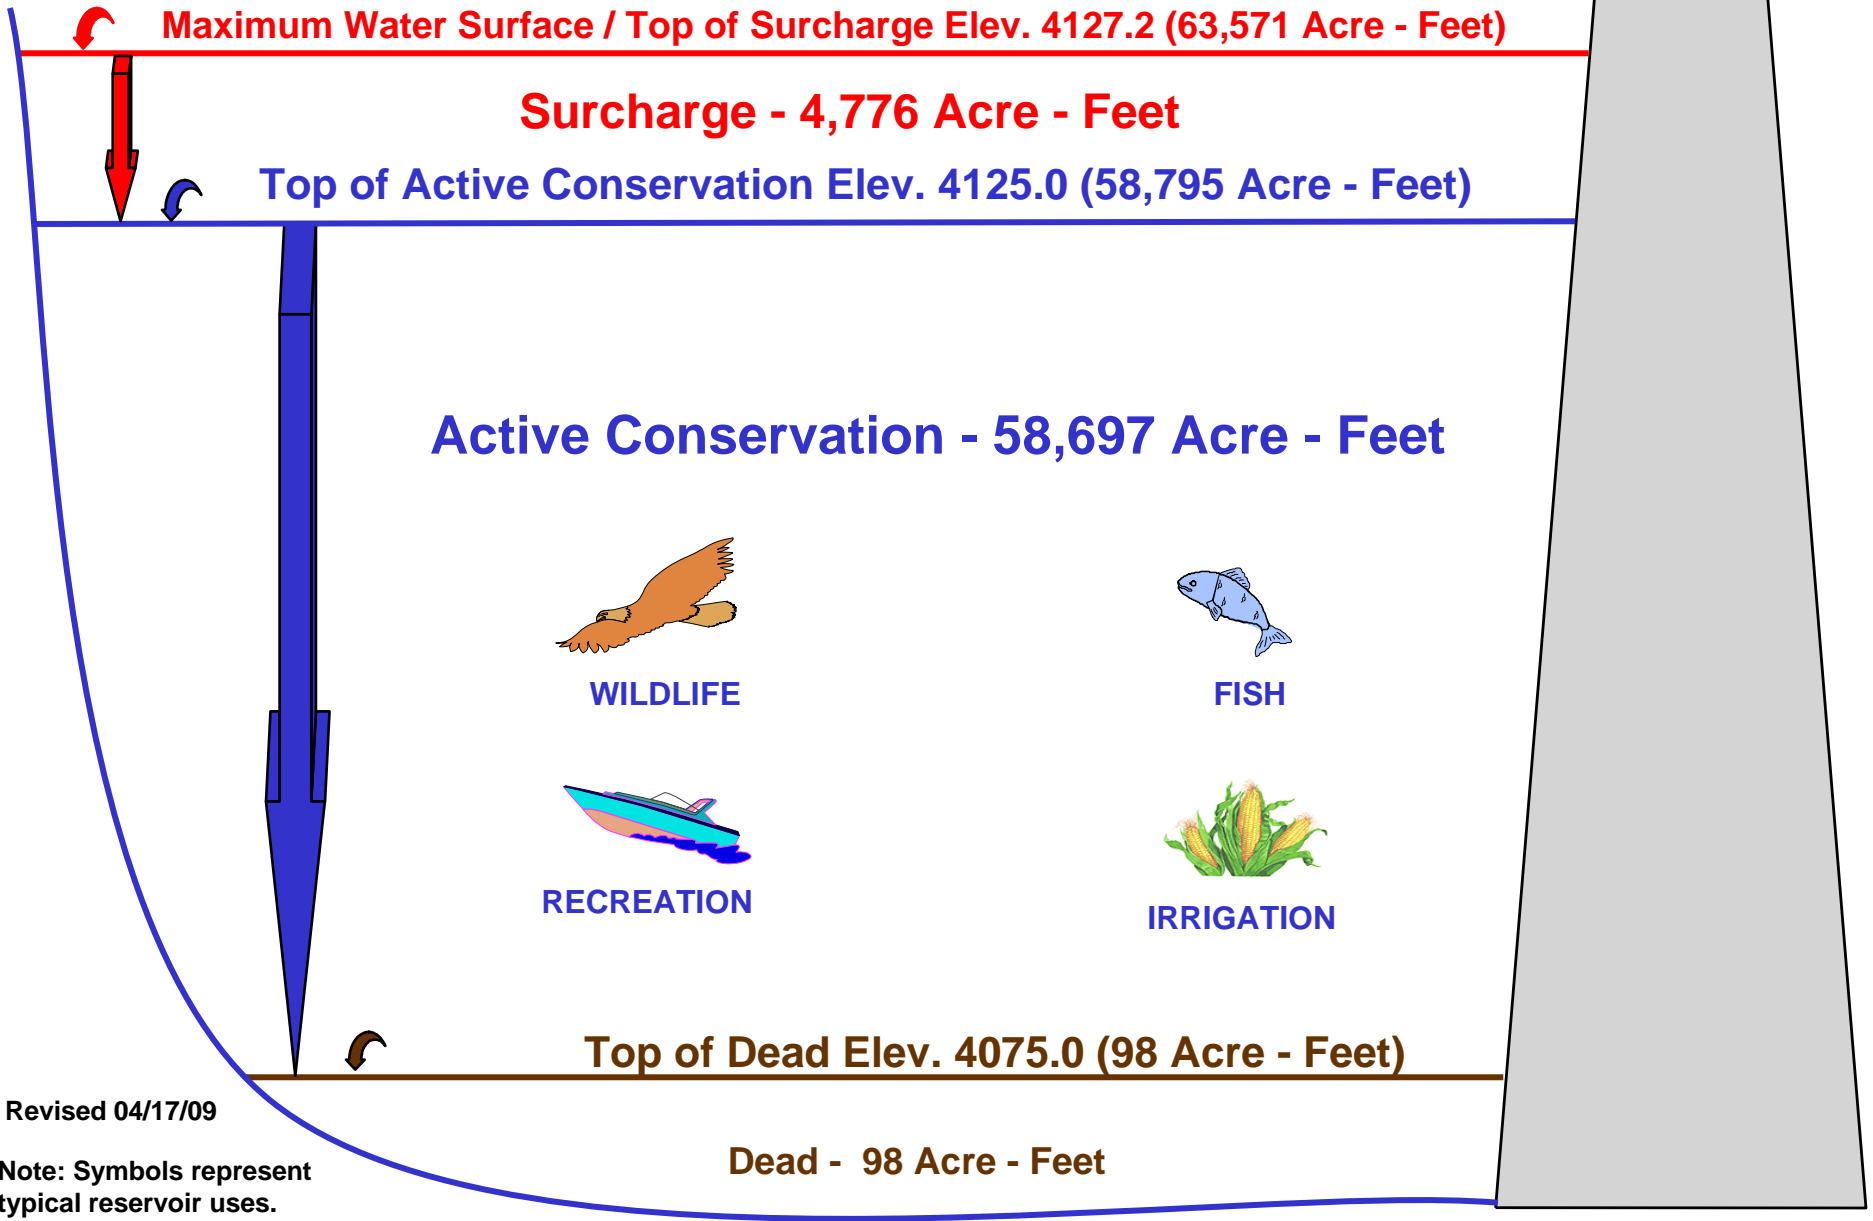 Maximum Water Surface / Top of Surcharge Elev. 4127.2 (63,571 Acre - Feet)
Surcharge - 4,776 Acre - Feet
Top of Active Conservation Elev. 4125.0 (58,795 Acre - Feet)
Active Conservation - 58,697 Acre - Feet
WILDLIFE
FISH
RECREATION
IRRIGATION
Top of Dead Elev. 4075.0 (98 Acre - Feet)
Revised 04/17/09
Dead - 98 Acre - Feet
Note: Symbols represent
typical reservoir uses.